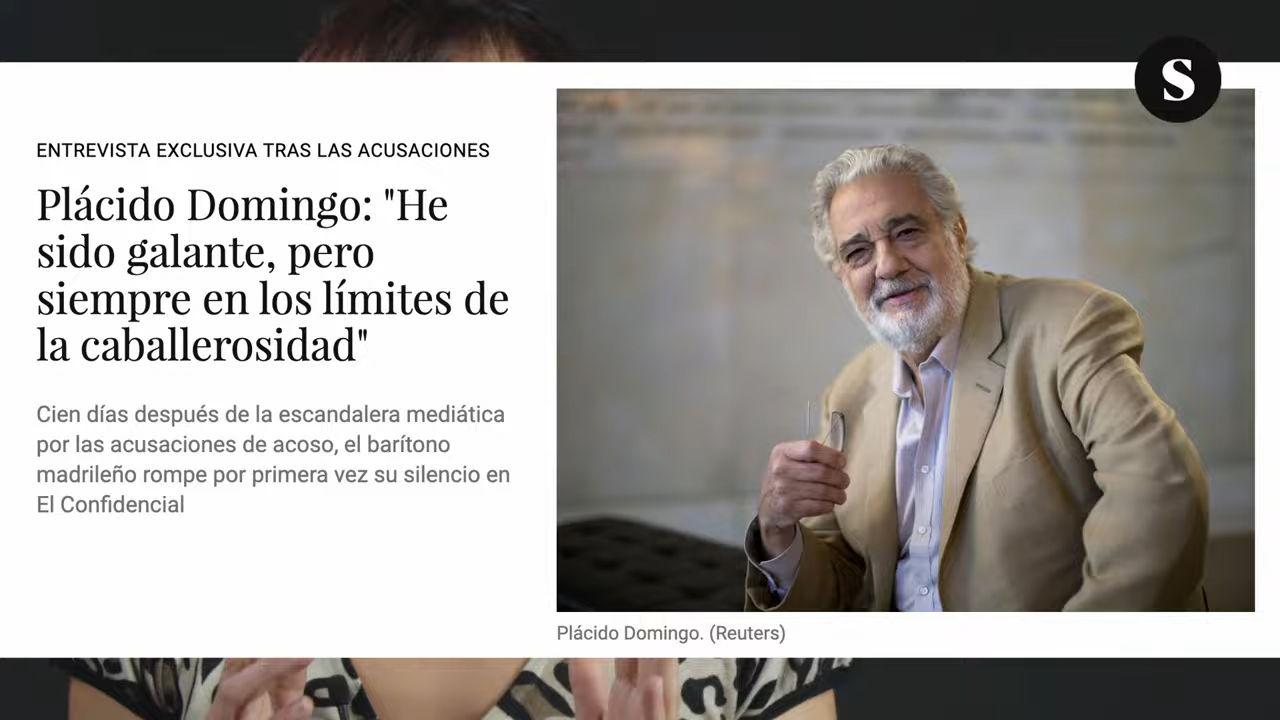 S
ENTREVISTA EXCLUSIVA TRAS LAS ACUSACIONES
Plácido Domingo: "He
sido galante, pero
siempre en los límites de
la caballerosidad"
Cien días después de la escandalera mediática
por las acusaciones de acoso, el barítono
madrileño rompe por primera vez su silencio en
El Confidencial
Plácido Domingo. (Reuters)